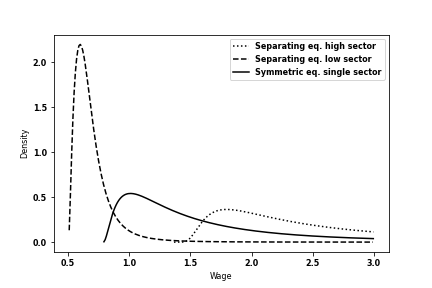 Separating eq. high sector
Separating eq. low sector
Symmetric eq. single sector
Density
2.0
1.5
1.0
0.5
0.0
0.5 1.0 1.5 2.0 2.5 3.0
Wage